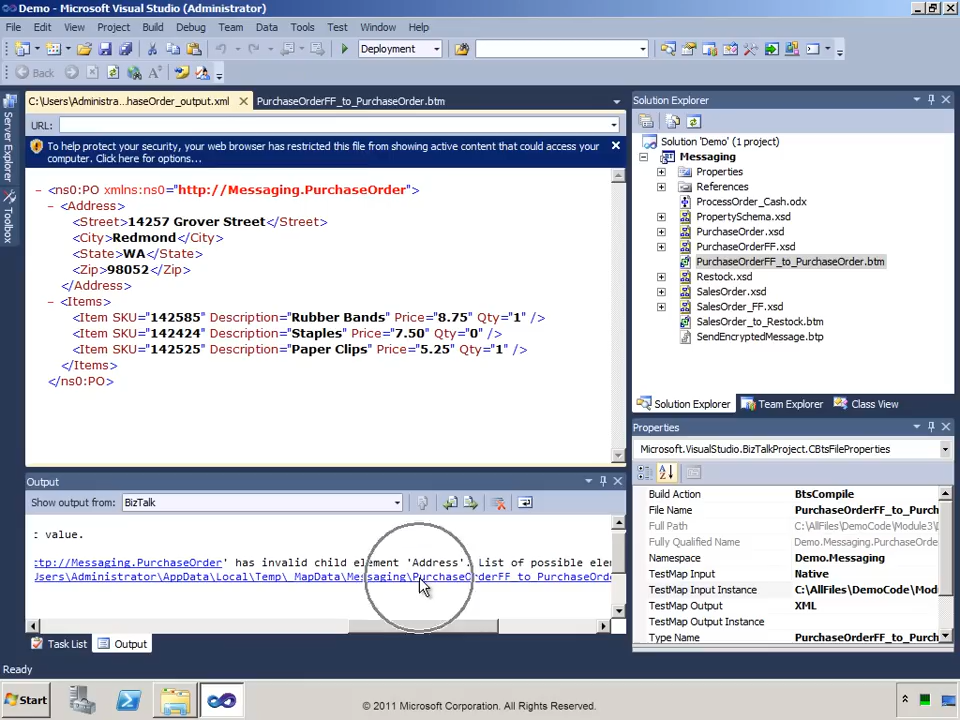 Demo - Microsoft Visual Studio (Administrator)
File Edit View Project Build Debug Team Data Tools Test Window Help
Deployment
Back
C:\Users\Administra...haseOrder_output.xml PurchaseOrderFF_to_PurchaseOrder.btm
URL:
To help protect your security, your web browser has restricted this file from showing active content that could access your
computer. Click here for options...
- <ns0:PO xmlns:ns0="http://Messaging.PurchaseOrder">
- <Address>
<Street>14257 Grover Street</Street>
<City>Redmond</City>
<State>WA</State>
<Zip>98052</Zip>
</Address>
- <Items>
<Item SKU="142585" Description="Rubber Bands" Price="8.75" Qty="1" />
<Item SKU="142424" Description="Staples" Price="7.50" Qty="0" />
<Item SKU="142525" Description="Paper Clips" Price="5.25" Qty="1" />
</Items>
</ns0:PO>
Server Explorer
Toolbox
Output
Show output from: BizTalk
: value.
ttp://Messaging.PurchaseOrder' has invalid child element 'Address'. List of possible elem
Users\Administrator\AppData\Local\Temp\_MapData\Messaging\PurchaseOrderFF_to_PurchaseOrde
Task List Output
Solution Explorer
Solution 'Demo' (1 project)
Messaging
Properties
References
ProcessOrder_Cash.odx
PropertySchema.xsd
PurchaseOrder.xsd
PurchaseOrderFF.xsd
PurchaseOrderFF_to_PurchaseOrder.btm
Restock.xsd
SalesOrder.xsd
SalesOrder_FF.xsd
SalesOrder_to_Restock.btm
SendEncryptedMessage.btp
Solution Explorer Team Explorer Class View
Properties
Microsoft.VisualStudio.BizTalkProject.CBtsFileProperties
Build Action BtsCompile
File Name PurchaseOrderFF_to_Purch
Full Path C:\AllFiles\DemoCode\Module3
Fully Qualified Name Demo.Messaging.PurchaseOrder
Namespace Demo.Messaging
TestMap Input Native
TestMap Input Instance C:\AllFiles\DemoCode\Mod
TestMap Output XML
TestMap Output Instance
Type Name PurchaseOrderFF_to_Purch
Ready
Start
© 2011 Microsoft Corporation. All Rights Reserved.